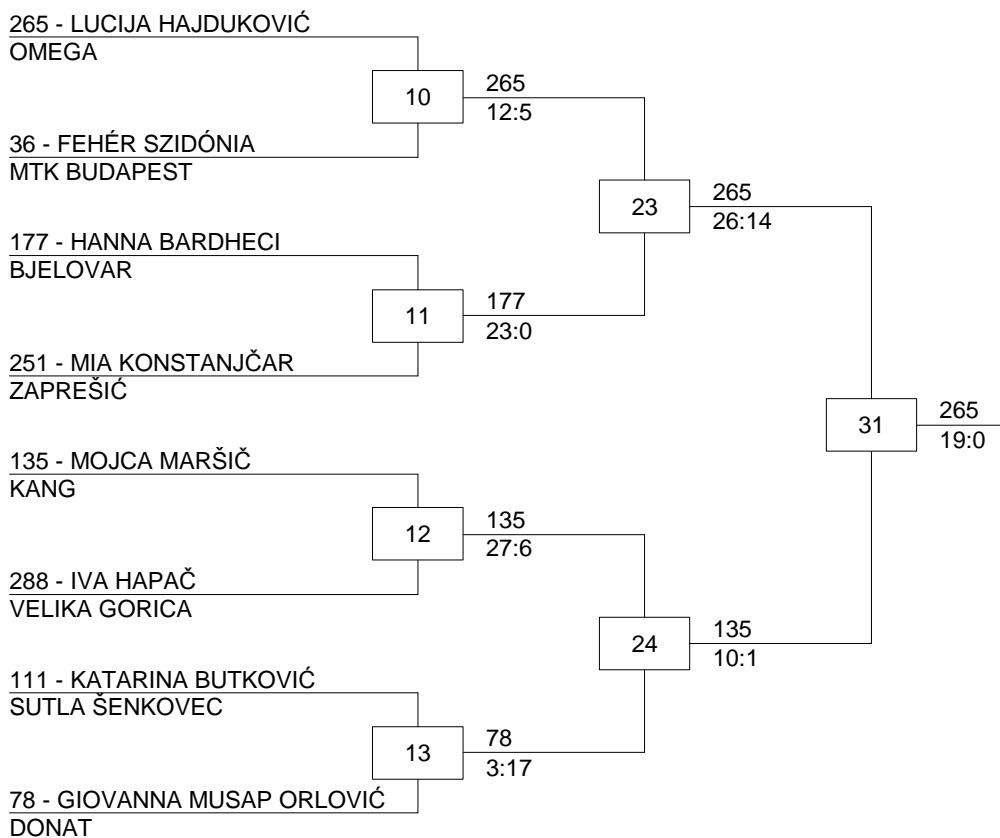 265 - LUCIJA HAJDUKOVIĆ
OMEGA
10
265
12:5
36 - FEHÉR SZIDÓNIA
MTK BUDAPEST
23
265
26:14
177 - HANNA BARDHECI
BJELOVAR
11
177
23:0
251 - MIA KONSTANJČAR
ZAPREŠIĆ
31
265
19:0
135 - MOJCA MARŠIČ
KANG
12
135
27:6
288 - IVA HAPAČ
VELIKA GORICA
24
135
10:1
111 - KATARINA BUTKOVIĆ
SUTLA ŠENKOVEC
13
78
3:17
78 - GIOVANNA MUSAP ORLOVIĆ
DONAT